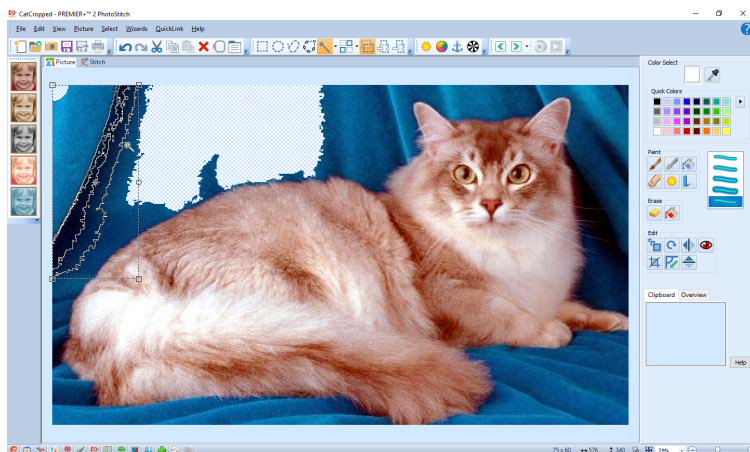 CatCropped - PREMIER+™ 2 PhotoStitch
File Edit View Picture Select Wizards QuickLink Help
Picture Stitch
Color Select
Quick Colors
Paint
Erase
Edit
Clipboard Overview
Help
75 x 60 576 340 78%